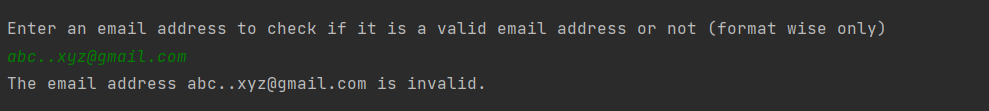 Enter an email address to check if it is a valid email address or not (format wise only)
abc..xyz@gmail.com
The email address abc..xyz@gmail.com is invalid.